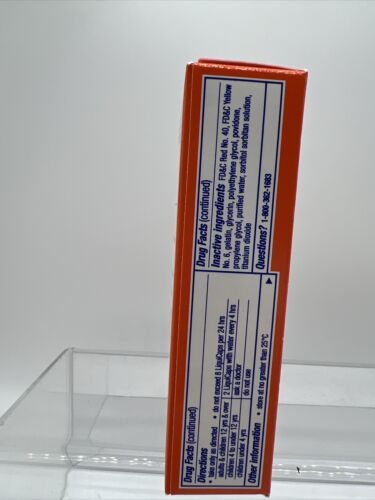 Drug Facts (continued)
Directions
• take only as directed • do not exceed 8 LiquiCaps per 24 hrs
adults & children 12 yrs & over 2 LiquiCaps with water every 4 hrs
children 4 to under 12 yrs ask a doctor
children under 4 yrs do not use
Other information • store at no greater than 25°C
Drug Facts (continued)
Inactive ingredients FD&C Red No. 40, FD&C Yellow
No. 6, gelatin, glycerin, polyethylene glycol, povidone,
propylene glycol, purified water, sorbitol sorbitan solution,
titanium dioxide
Questions? 1-800-362-1683